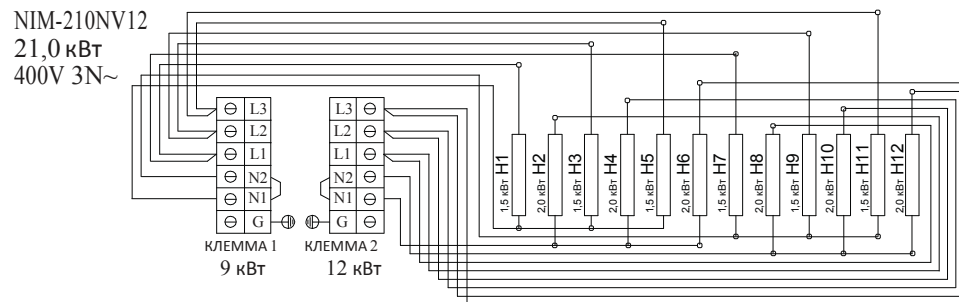 NIM-210NV12
21,0 кВт
400V 3N~
L3
L2
L1
N2
N1
G
КЛЕММА 1
9 кВт
L3
L2
L1
N2
N1
G
КЛЕММА 2
12 кВт
1,5 кВт H1
2,0 кВт H2
1,5 кВт H3
2,0 кВт H4
1,5 кВт H5
2,0 кВт H6
1,5 кВт H7
2,0 кВт H8
1,5 кВт H9
2,0 кВт H10
1,5 кВт H11
2,0 кВт H12